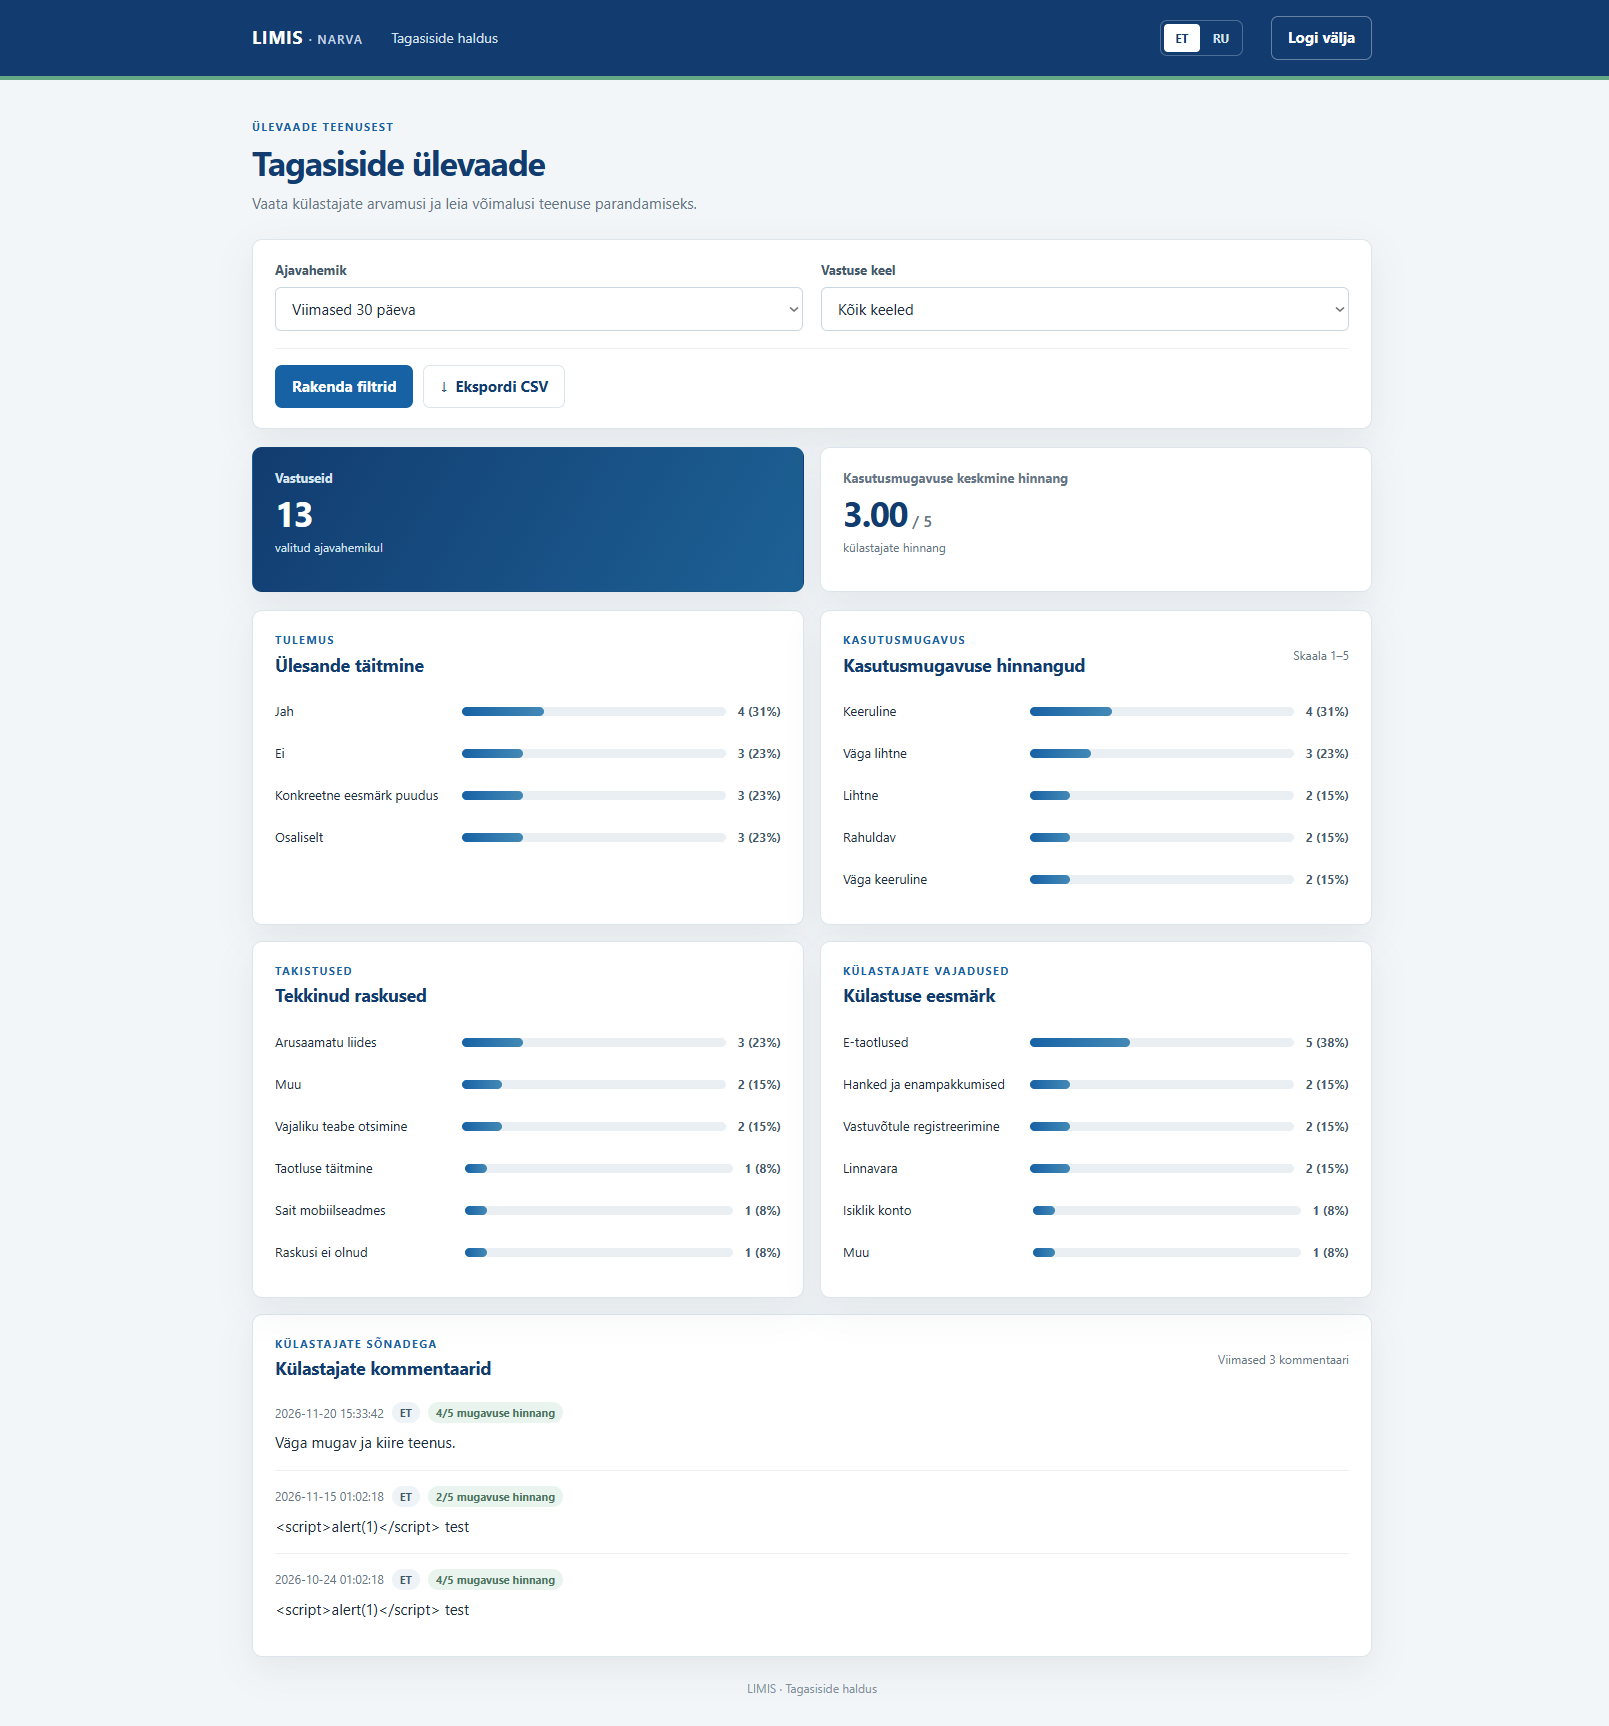 LIMIS · NARVA Tagasiside haldus ET RU Logi välja
ÜLEVAADE TEENUSEST
Tagasiside ülevaade
Vaata külastajate arvamusi ja leia võimalusi teenuse parandamiseks.
Ajavahemik
Viimased 30 päeva
Vastuse keel
Kõik keeled
Rakenda filtrid ↓ Ekspordi CSV
Vastuseid
13
valitud ajavahemikul
Kasutusmugavuse keskmine hinnang
3.00 / 5
külastajate hinnang
TULEMUS
Ülesande täitmine
Jah 4 (31%)
Ei 3 (23%)
Konkreetne eesmärk puudus 3 (23%)
Osaliselt 3 (23%)
KASUTUSMUGAVUS
Kasutusmugavuse hinnangud
Skaala 1–5
Keeruline 4 (31%)
Väga lihtne 3 (23%)
Lihtne 2 (15%)
Rahuldav 2 (15%)
Väga keeruline 2 (15%)
TAKISTUSED
Tekkinud raskused
Arusaamatu liides 3 (23%)
Muu 2 (15%)
Vajaliku teabe otsimine 2 (15%)
Taotluse täitmine 1 (8%)
Sait mobiilseadmes 1 (8%)
Raskusi ei olnud 1 (8%)
KÜLASTAJATE VAJADUSED
Külastuse eesmärk
E-taotlused 5 (38%)
Hanked ja enampakkumised 2 (15%)
Vastuvõtule registreerimine 2 (15%)
Linnavara 2 (15%)
Isiklik konto 1 (8%)
Muu 1 (8%)
KÜLASTAJATE SÕNADEGA
Külastajate kommentaarid
Viimased 3 kommentaari
2026-11-20 15:33:42 ET 4/5 mugavuse hinnang
Väga mugav ja kiire teenus.
2026-11-15 01:02:18 ET 2/5 mugavuse hinnang
<script>alert(1)</script> test
2026-10-24 01:02:18 ET 4/5 mugavuse hinnang
<script>alert(1)</script> test
LIMIS · Tagasiside haldus